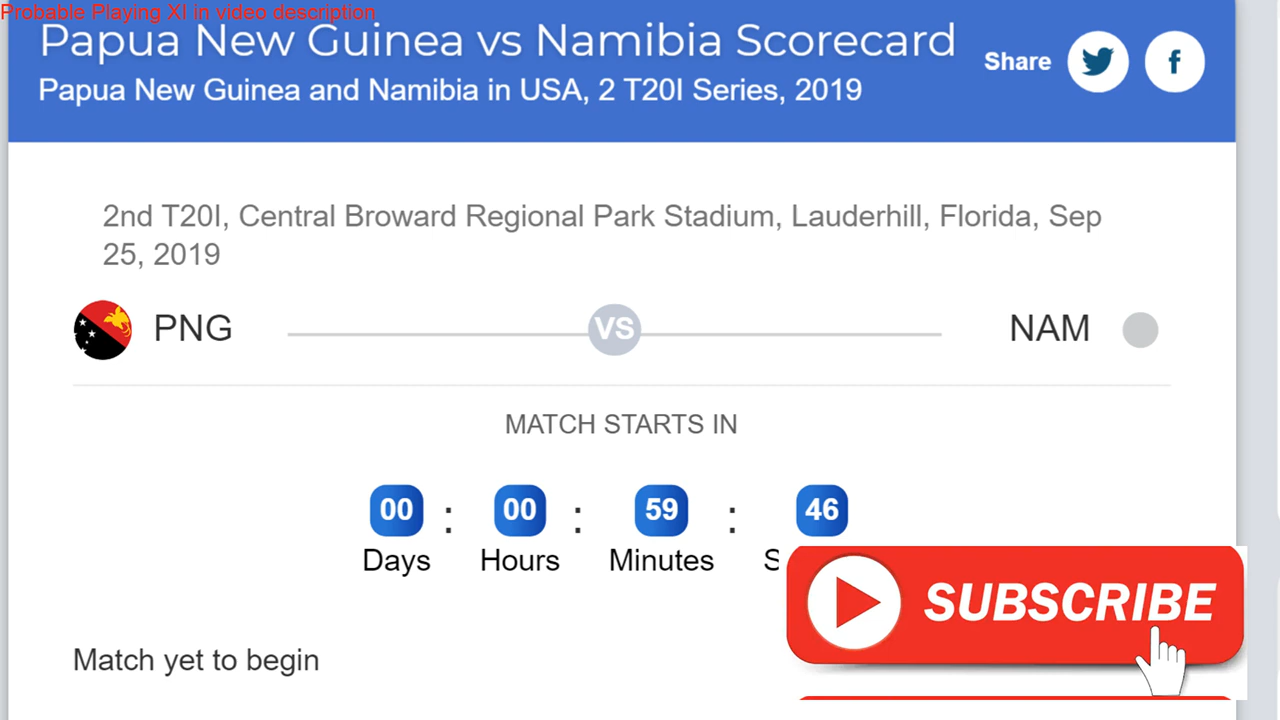 Probable Playing XI in video description
Papua New Guinea vs Namibia Scorecard
Share
Papua New Guinea and Namibia in USA, 2 T20I Series, 2019
2nd T20I, Central Broward Regional Park Stadium, Lauderhill, Florida, Sep
25, 2019
PNG VS NAM
MATCH STARTS IN
00 : 00 : 59 : 46
Days Hours Minutes S
SUBSCRIBE
Match yet to begin